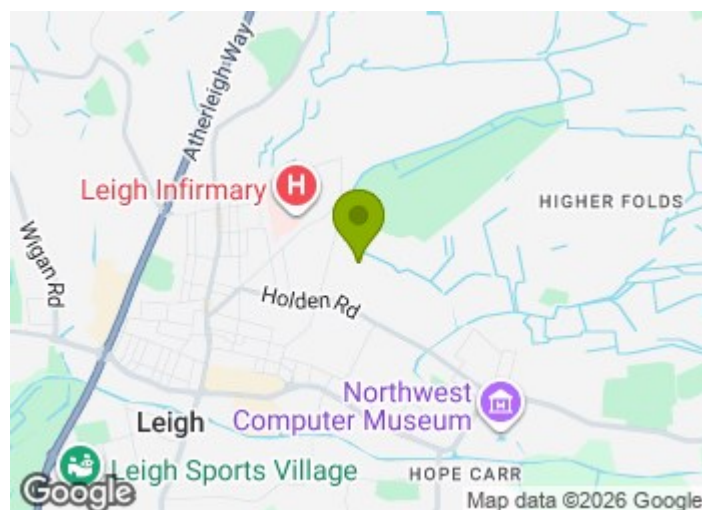 Atherleigh Way
Leigh Infirmary
H
HIGHER FOLDS
Wigan Rd
Holden Rd
Northwest
Computer Museum
Leigh
Leigh Sports Village
HOPE CARR
Google
Map data ©2026 Google